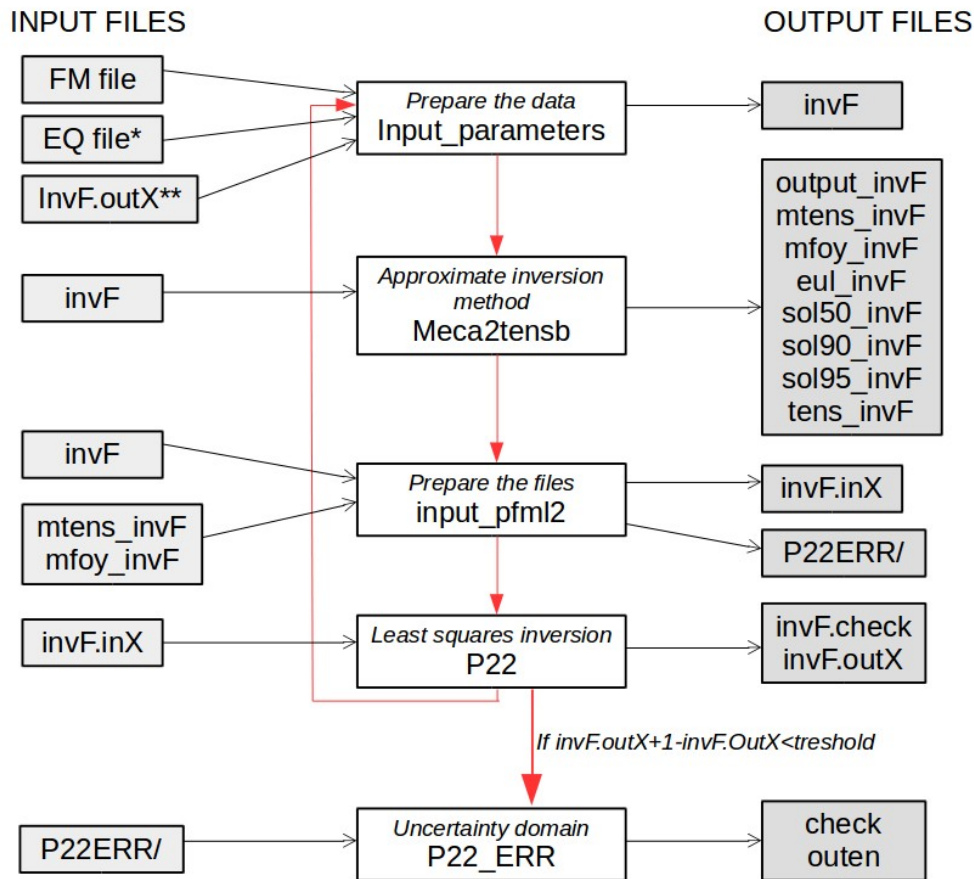 INPUT FILES
OUTPUT FILES
FM file
EQ file*
InvF.outX**
Prepare the data
Input_parameters
invF
invF
Approximate inversion
method
Meca2tensb
output_invF
mtens_invF
mfoy_invF
eul_invF
sol50_invF
sol90_invF
sol95_invF
tens_invF
invF
mtens_invF
mfoy_invF
Prepare the files
input_pfml2
invF.inX
P22ERR/
invF.inX
Least squares inversion
P22
invF.check
invF.outX
If invF.outX+1-invF.OutX<treshold
P22ERR/
Uncertainty domain
P22_ERR
check
outen